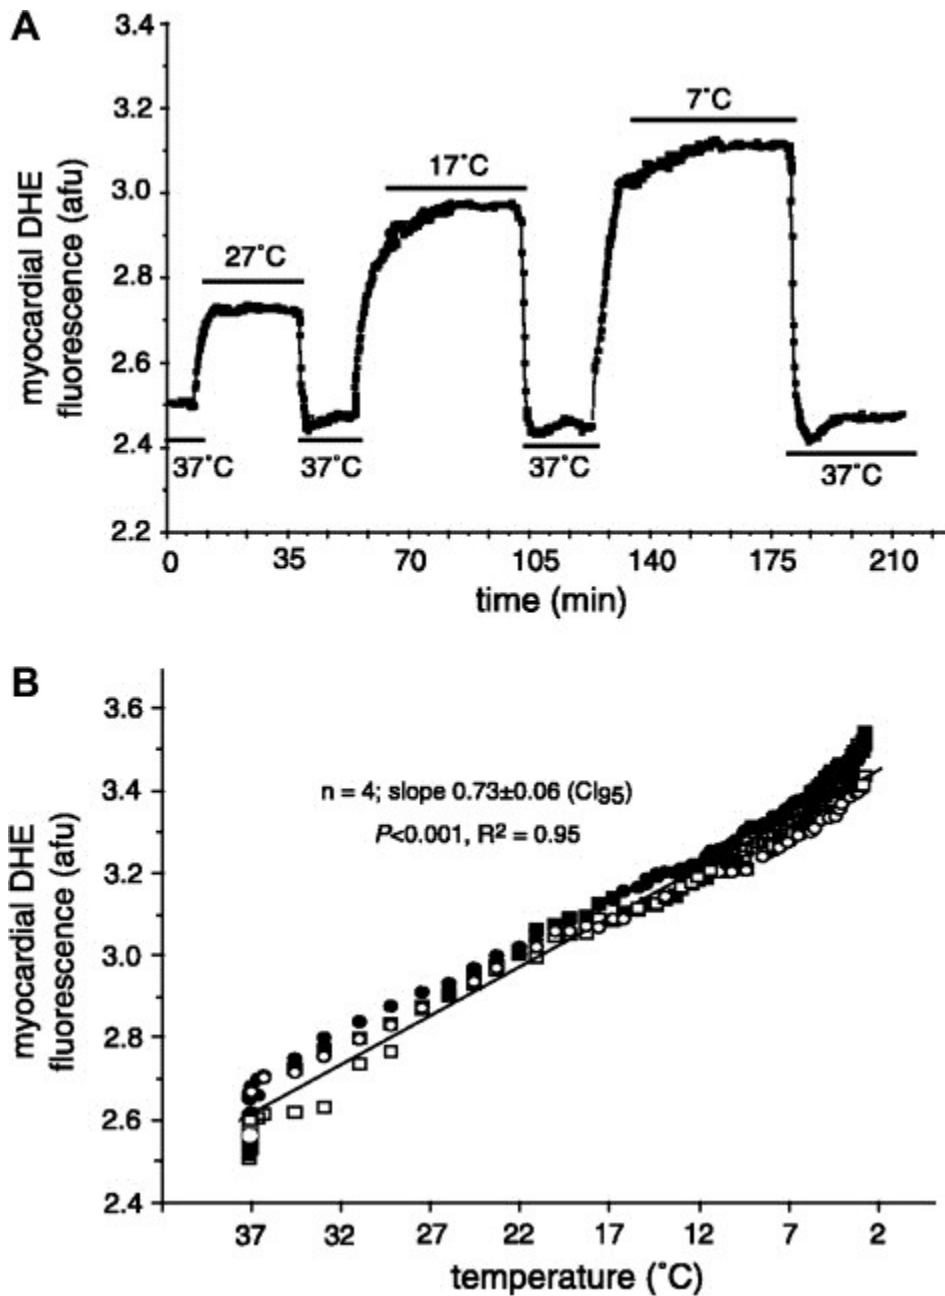 A
3.4
3.2
3.0
2.8
2.6
2.4
2.2
myocardial DHE
fluorescence (afu)
27˚C
17˚C
7˚C
37˚C
37˚C
37˚C
37˚C
0
35
70
105
140
175
210
time (min)
B
3.6
3.4
3.2
3.0
2.8
2.6
2.4
myocardial DHE
fluorescence (afu)
n = 4; slope 0.73±0.06 (CI95)
P<0.001, R2 = 0.95
37
32
27
22
17
12
7
2
temperature (˚C)